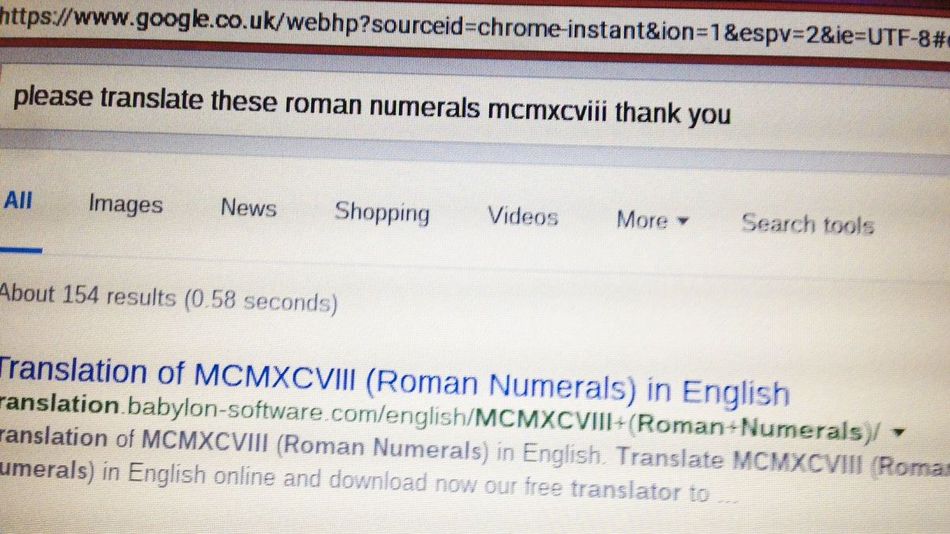 https://www.google.co.uk/webhp?sourceid=chrome-instant&ion=1&espv=2&ie=UTF-8#
please translate these roman numerals mcmxcviii thank you
All Images News Shopping Videos More Search tools
About 154 results (0.58 seconds)
Translation of MCMXCVIII (Roman Numerals) in English
ranslation.babylon-software.com/english/MCMXCVIII+(Roman+Numerals)/
ranslation of MCMXCVIII (Roman Numerals) in English. Translate MCMXCVIII (Roma
umerals) in English online and download now our free translator to ...